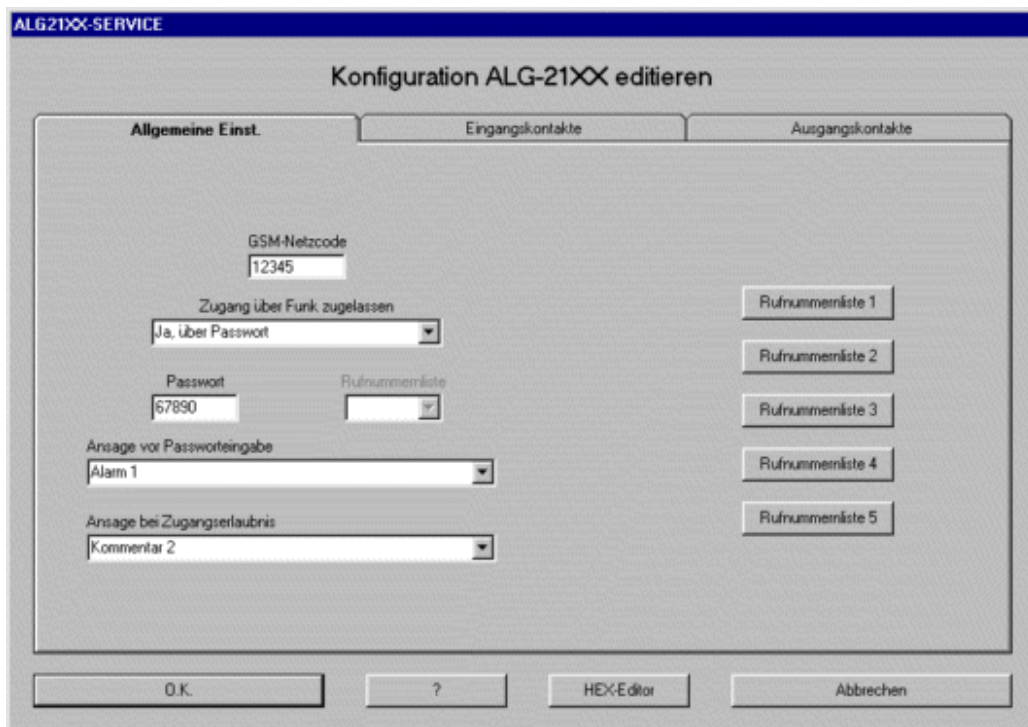 ALG21XX-SERVICE
Konfiguration ALG-21XX editieren
Allgemeine Einst.
Eingangskontakte
Ausgangskontakte
GSM-Netzcode
12345
Zugang über Funk zugelassen
Ja, über Passwort
Passwort
Rufnummernliste
67890
Ansage vor Passworteingabe
Alarm 1
Ansage bei Zugangserlaubnis
Kommentar 2
Rufnummernliste 1
Rufnummernliste 2
Rufnummernliste 3
Rufnummernliste 4
Rufnummernliste 5
O.K.
?
HEX-Editor
Abbrechen